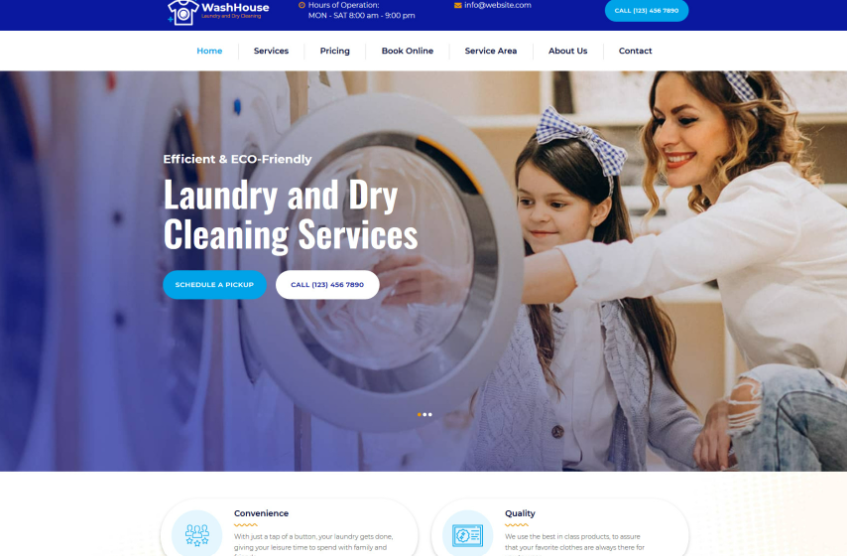 WashHouse
Laundry and Dry Cleaning
Hours of Operation:
MON - SAT 8:00 am - 9:00 pm
info@website.com
CALL (123) 456 7890
Home
Services
Pricing
Book Online
Service Area
About Us
Contact
Efficient & ECO-Friendly
Laundry and Dry
Cleaning Services
SCHEDULE A PICKUP
CALL (123) 456 7890
Convenience
With just a tap of a button, your laundry gets done,
giving your leisure time to spend with family and
Quality
We use the best in class products, to assure
that your favorite clothes are always there for